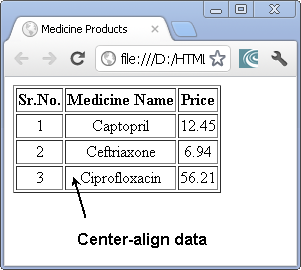 Medicine Products
file:///D:/HTMl
Sr.No. Medicine Name Price
1 Captopril 12.45
2 Ceftriaxone 6.94
3 Ciprofloxacin 56.21
Center-align data